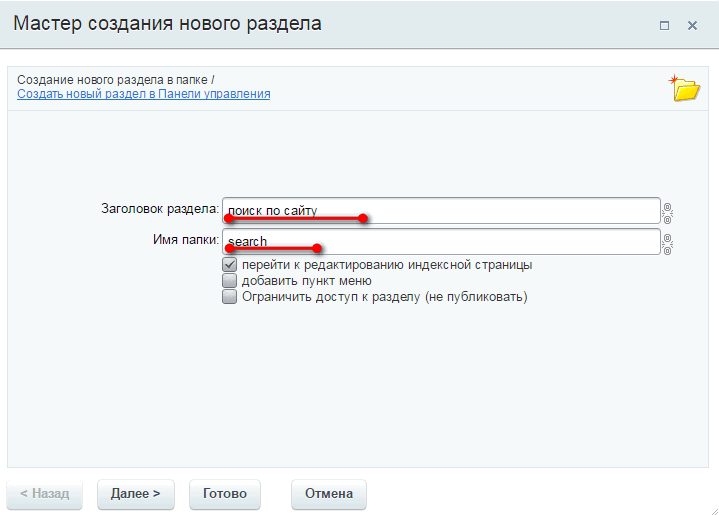 Мастер создания нового раздела
Создание нового раздела в папке /
Создать новый раздел в Панели управления
Заголовок раздела: поиск по сайту
Имя папки: search
перейти к редактированию индексной страницы
добавить пункт меню
Ограничить доступ к разделу (не публиковать)
< Назад Далее > Готово Отмена